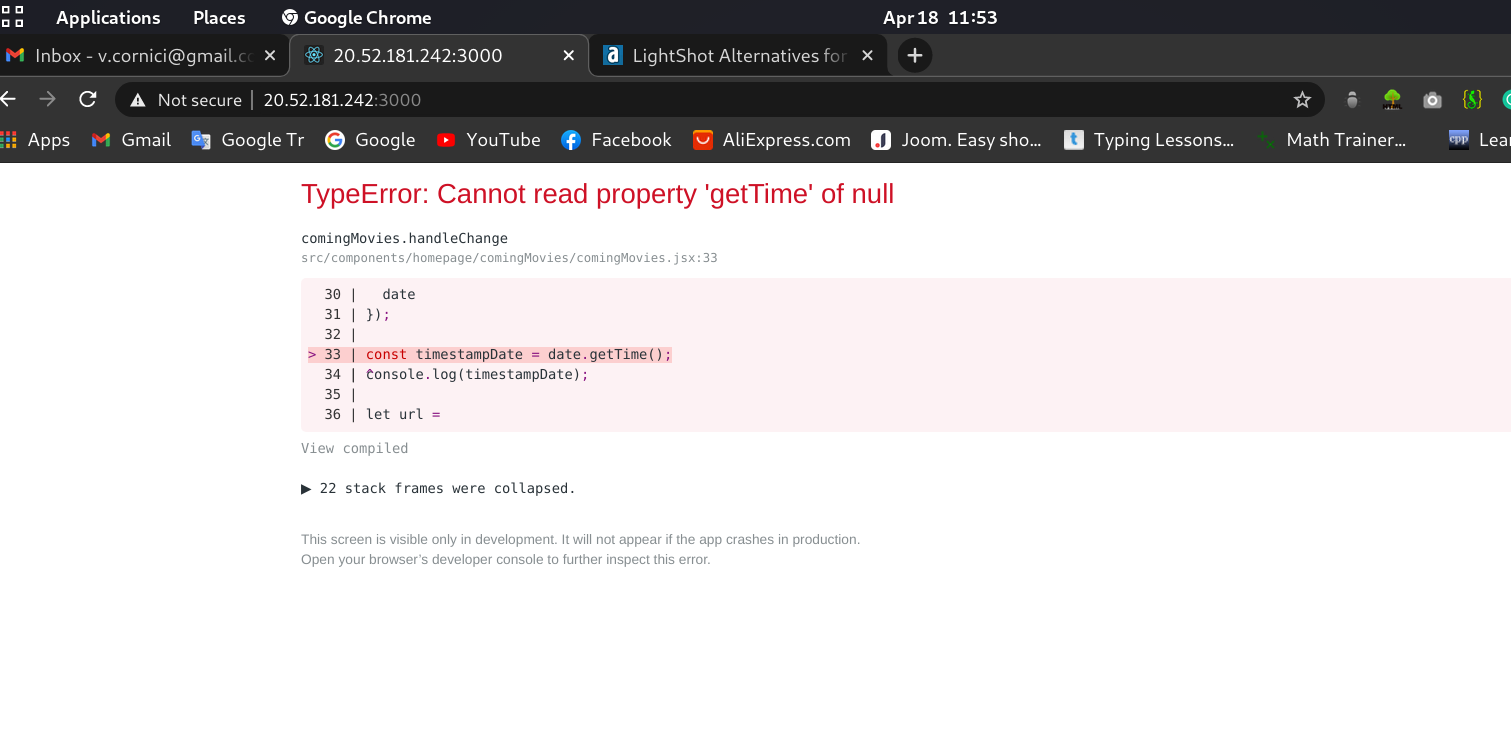 Applications Places Google Chrome Apr 18 11:53
Inbox - v.cornici@gmail.co 20.52.181.242:3000 LightShot Alternatives for
Not secure 20.52.181.242:3000
Apps Gmail Google Tr Google YouTube Facebook AliExpress.com Joom. Easy sho... Typing Lessons... Math Trainer... cpp Lear
TypeError: Cannot read property 'getTime' of null
comingMovies.handleChange
src/components/homepage/comingMovies/comingMovies.jsx:33
30 | date
31 | });
32 |
> 33 | const timestampDate = date.getTime();
34 | console.log(timestampDate);
35 |
36 | let url =
View compiled
▶ 22 stack frames were collapsed.
This screen is visible only in development. It will not appear if the app crashes in production.
Open your browser’s developer console to further inspect this error.